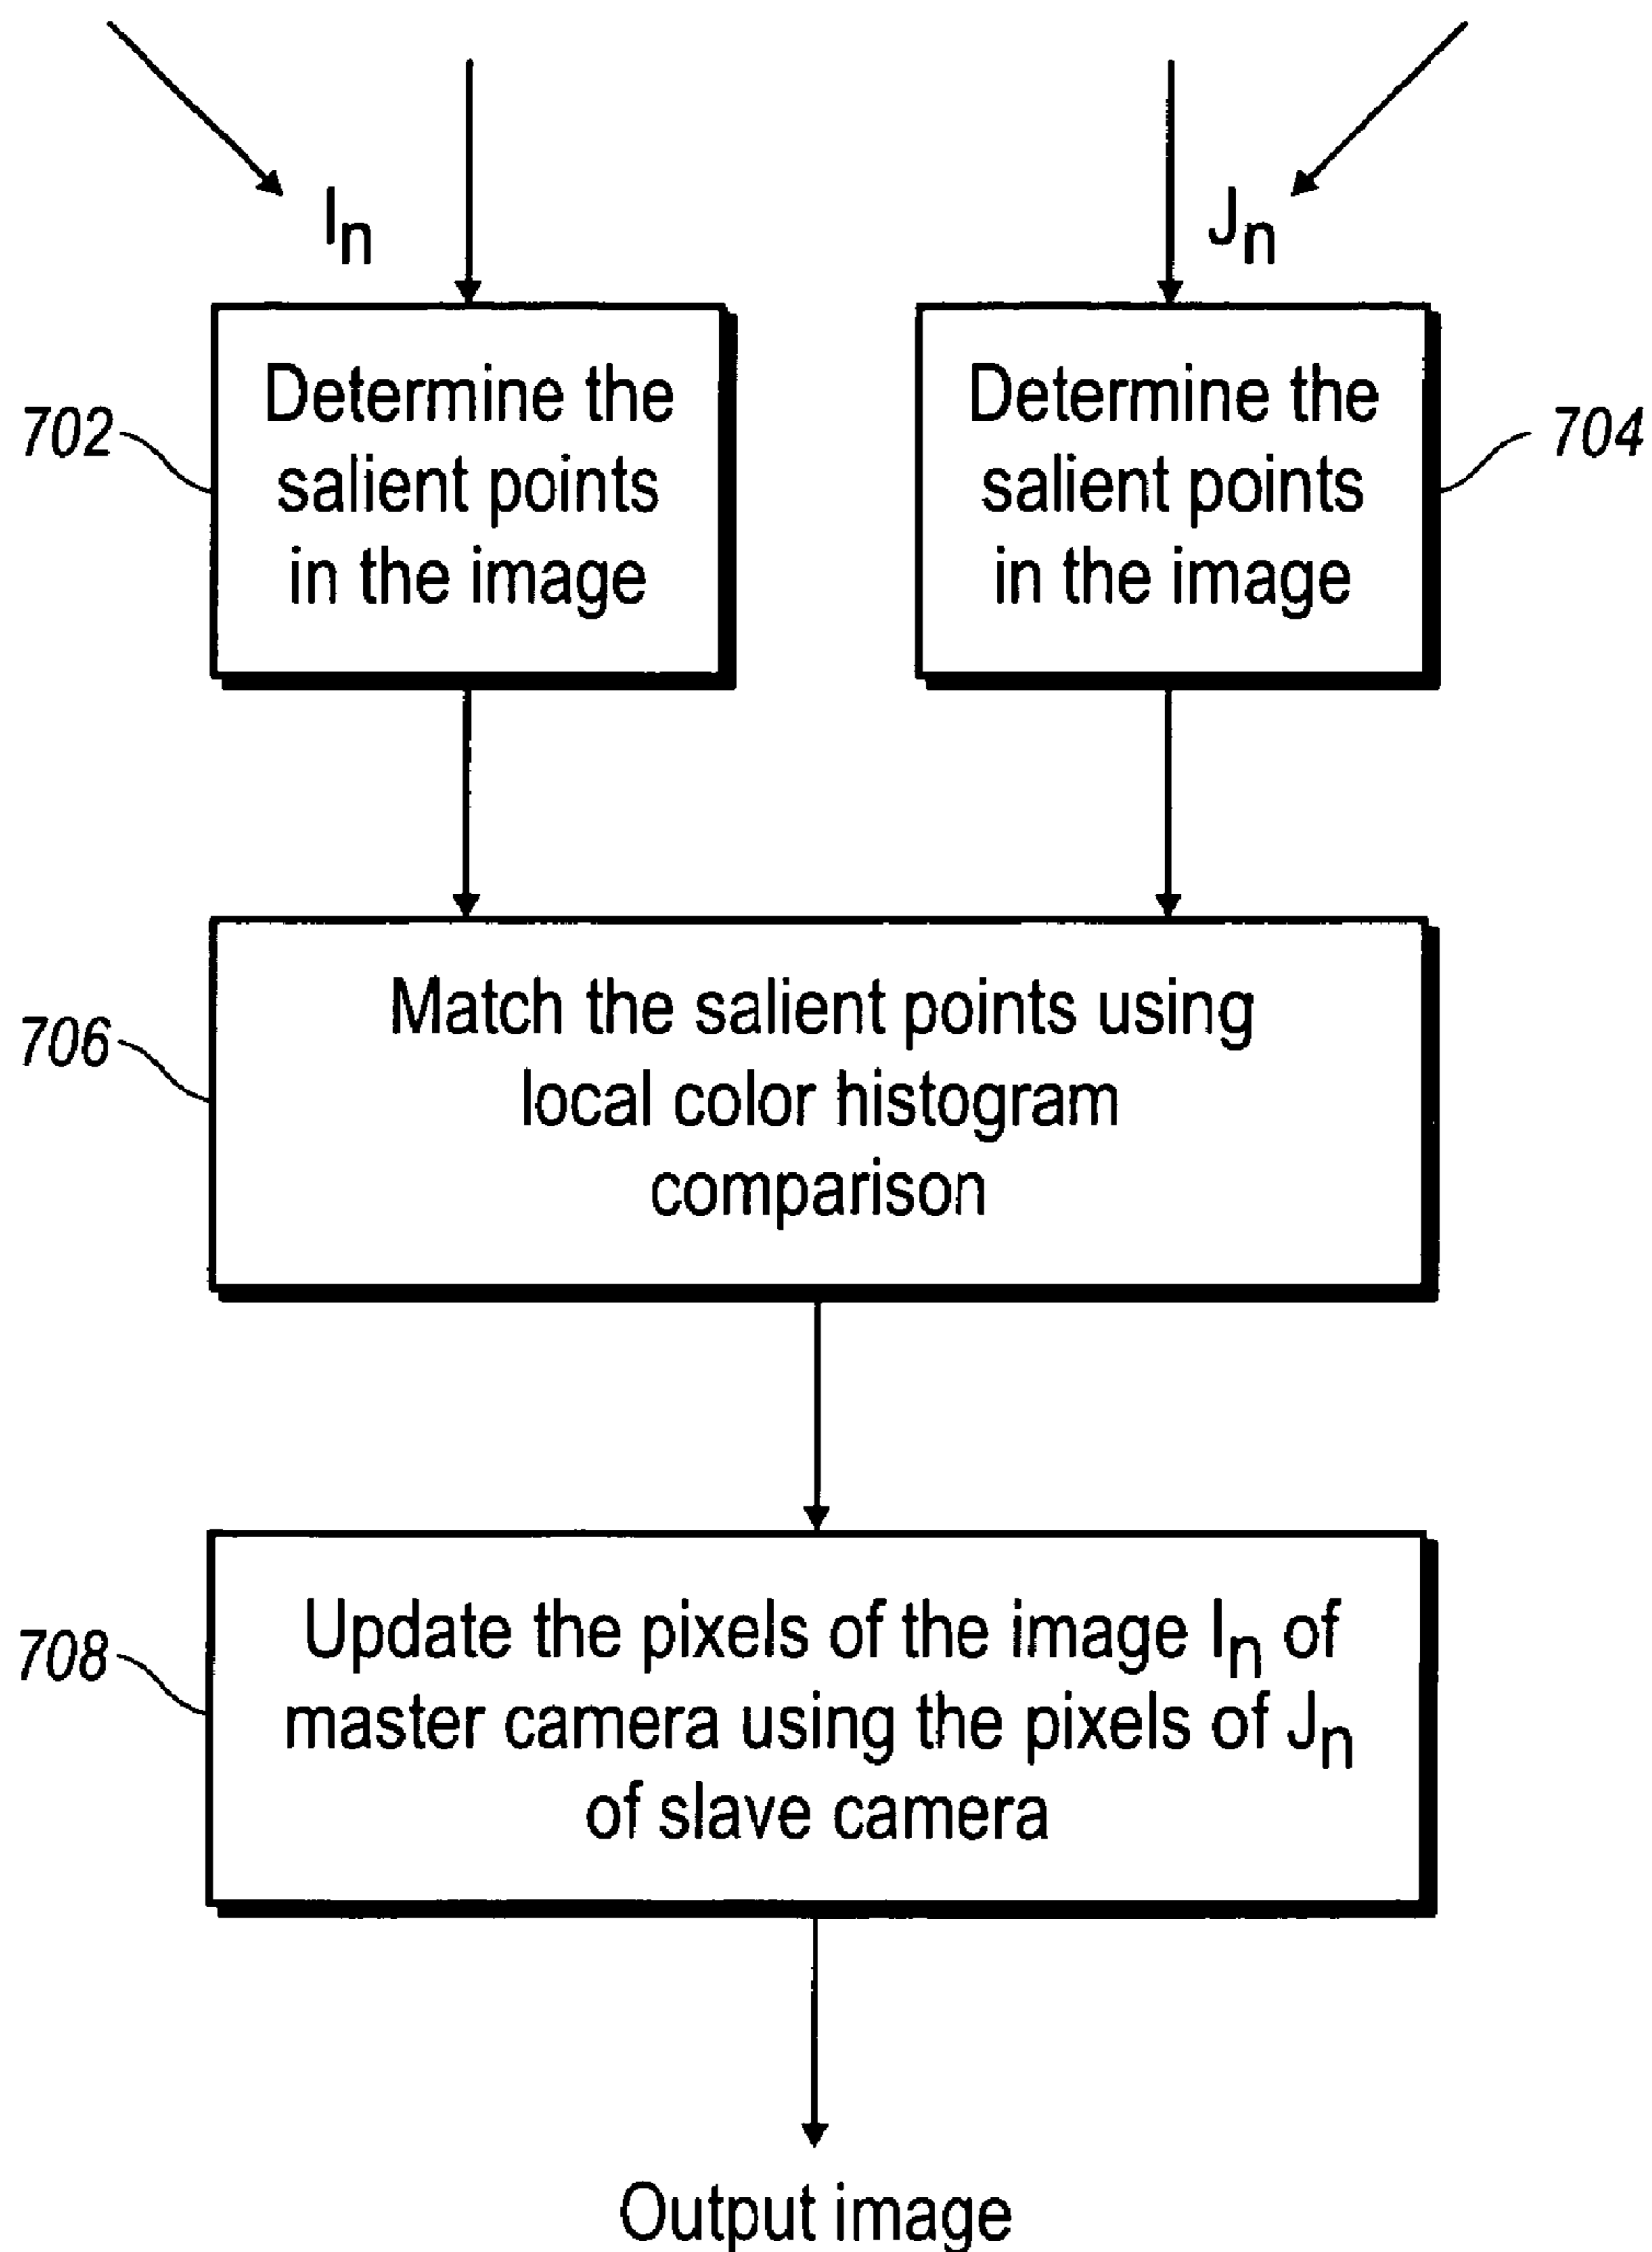 In
Jn
Determine the
salient points
in the image
702
Determine the
salient points
in the image
704
Match the salient points using
local color histogram
comparison
706
Update the pixels of the image In of
master camera using the pixels of Jn
of slave camera
708
Output image